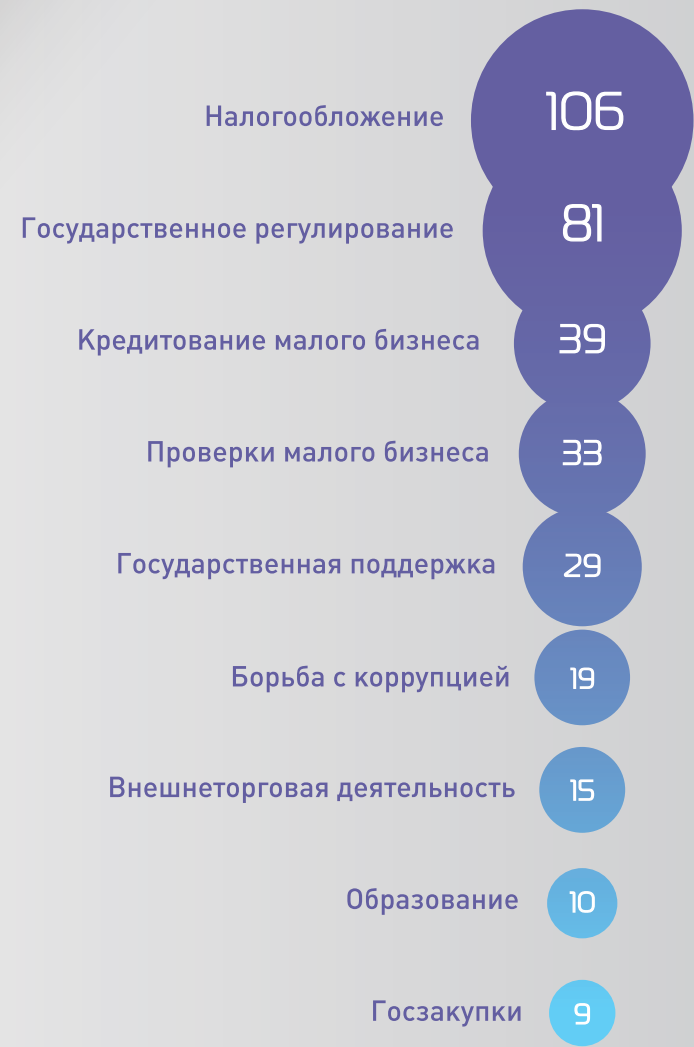 Налогообложение 106
Государственное регулирование 81
Кредитование малого бизнеса 39
Проверки малого бизнеса 33
Государственная поддержка 29
Борьба с коррупцией 19
Внешнеторговая деятельность 15
Образование 10
Госзакупки 9